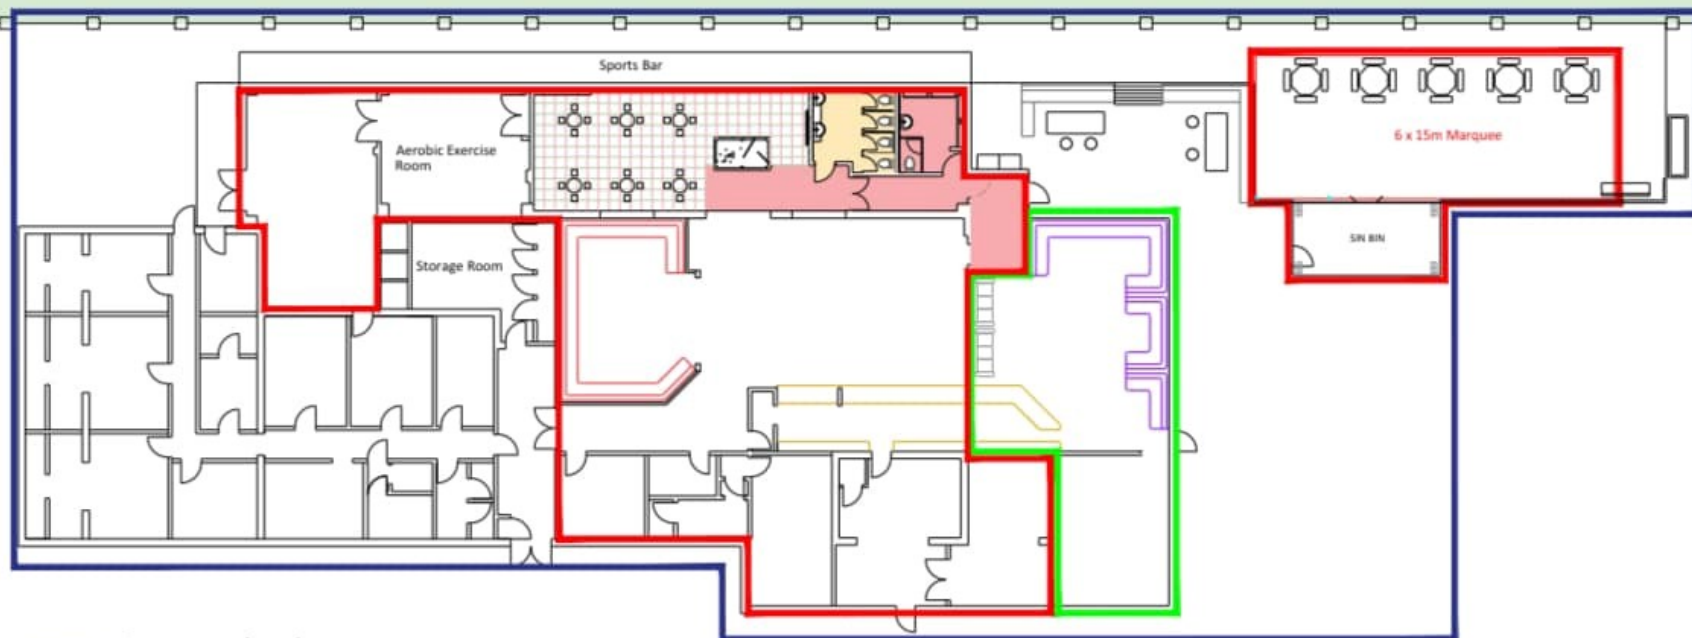 Sports Bar
Aerobic Exercise
Room
6 x 15m Marquee
SIN BIN
Storage Room